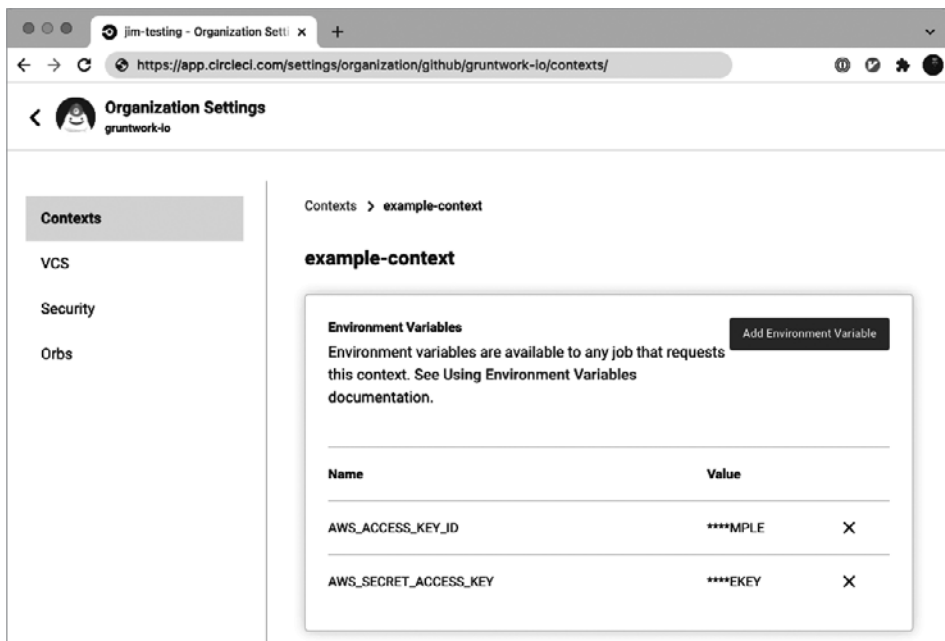 jim-testing - Organization Setti
https://app.circleci.com/settings/organization/github/gruntwork-io/contexts/
Organization Settings
gruntwork-io
Contexts
VCS
Security
Orbs
Contexts > example-context
example-context
Environment Variables
Add Environment Variable
Environment variables are available to any job that requests
this context. See Using Environment Variables
documentation.
Name Value
AWS_ACCESS_KEY_ID ****MPLE
AWS_SECRET_ACCESS_KEY ****EKEY